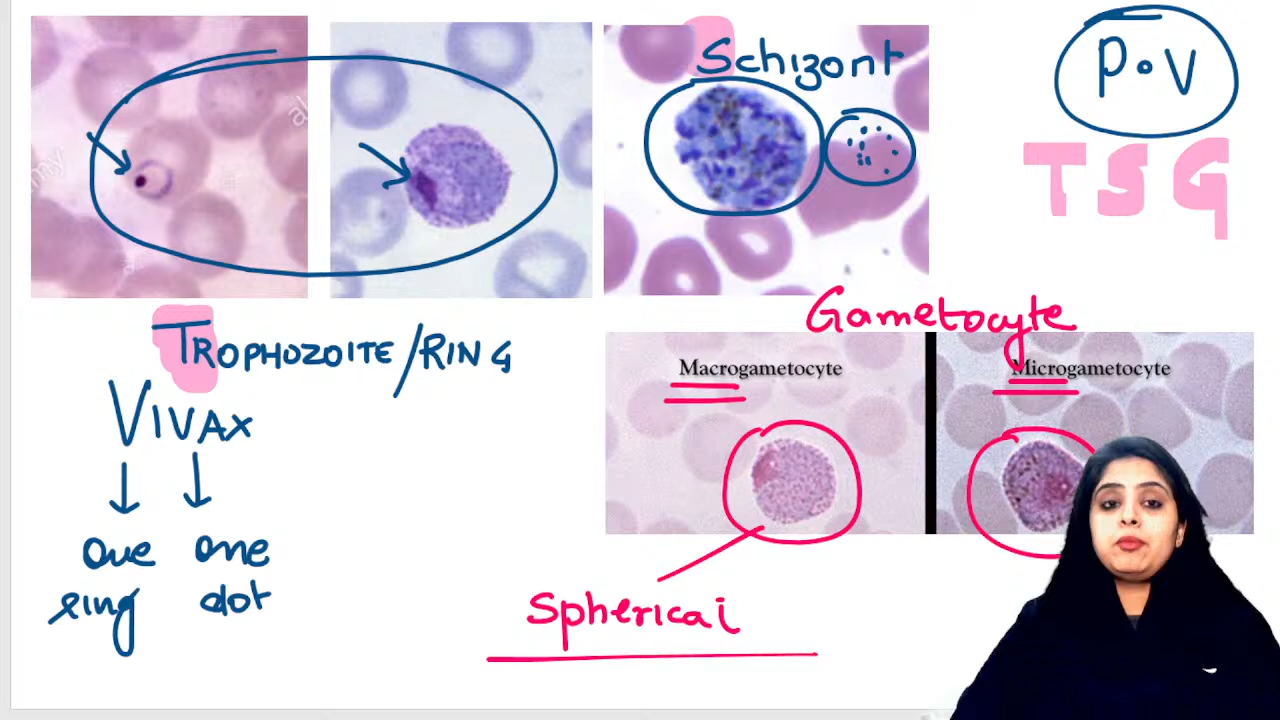 Schizont
P.V
TSG
Gametocyte
TROPHOZOITE/RING
Macrogametocyte
Microgametocyte
VIVAX
one one
ring dot
Spherical